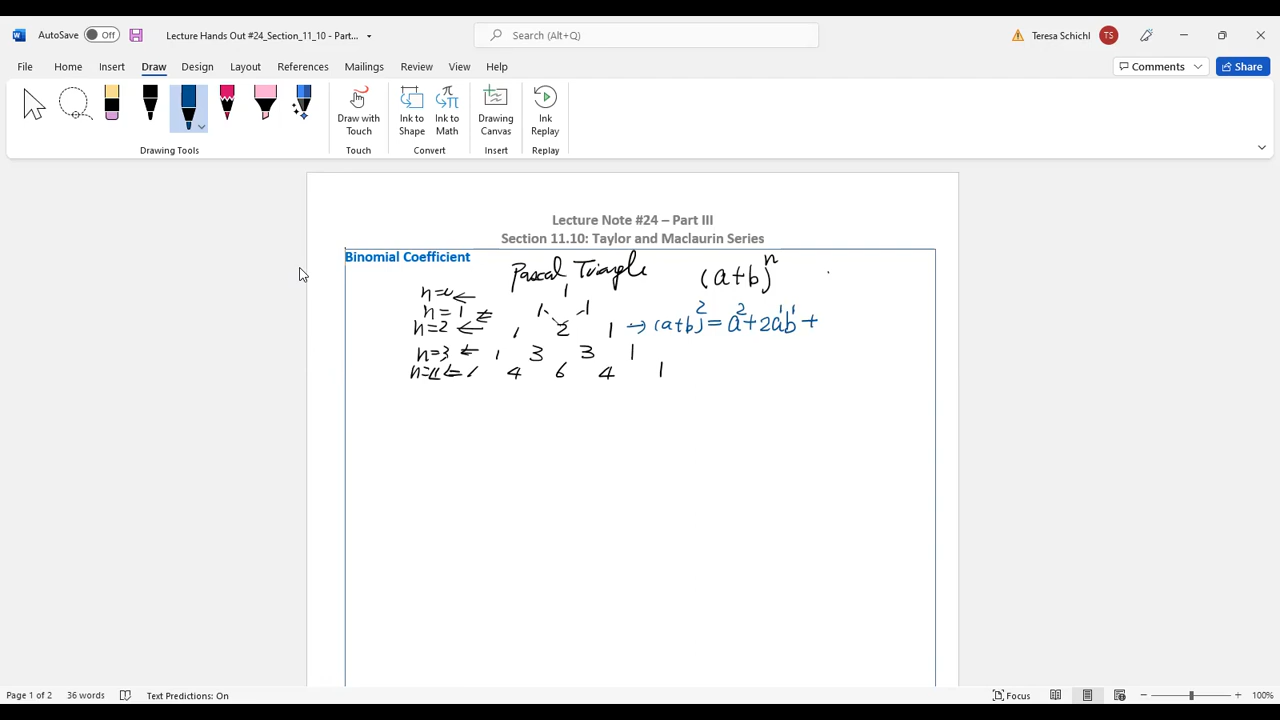 AutoSave Off Lecture Hands Out #24_Section_11_10 - Part... Search (Alt+Q) Teresa Schichl TS
File Home Insert Draw Design Layout References Mailings Review View Help Comments Share
Draw with Touch Ink to Shape Ink to Math Drawing Canvas Ink Replay
Drawing Tools Touch Convert Insert Replay
Lecture Note #24 – Part III
Section 11.10: Taylor and Maclaurin Series
Binomial Coefficient
Pascal Triangle (a+b)^n
n=0 ← 1
n=1 ← 1 1
n=2 ← 1 2 1 → (a+b)^2 = a^2 + 2a^1b^1 +
n=3 ← 1 3 3 1
n=4 ← 1 4 6 4 1
Page 1 of 2 36 words Text Predictions: On Focus 100%